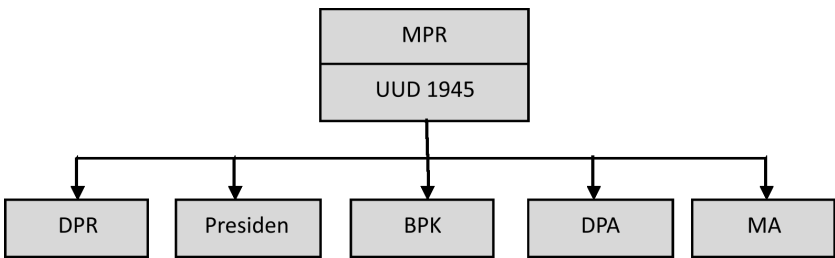 MPR
UUD 1945
DPR
Presiden
BPK
DPA
MA